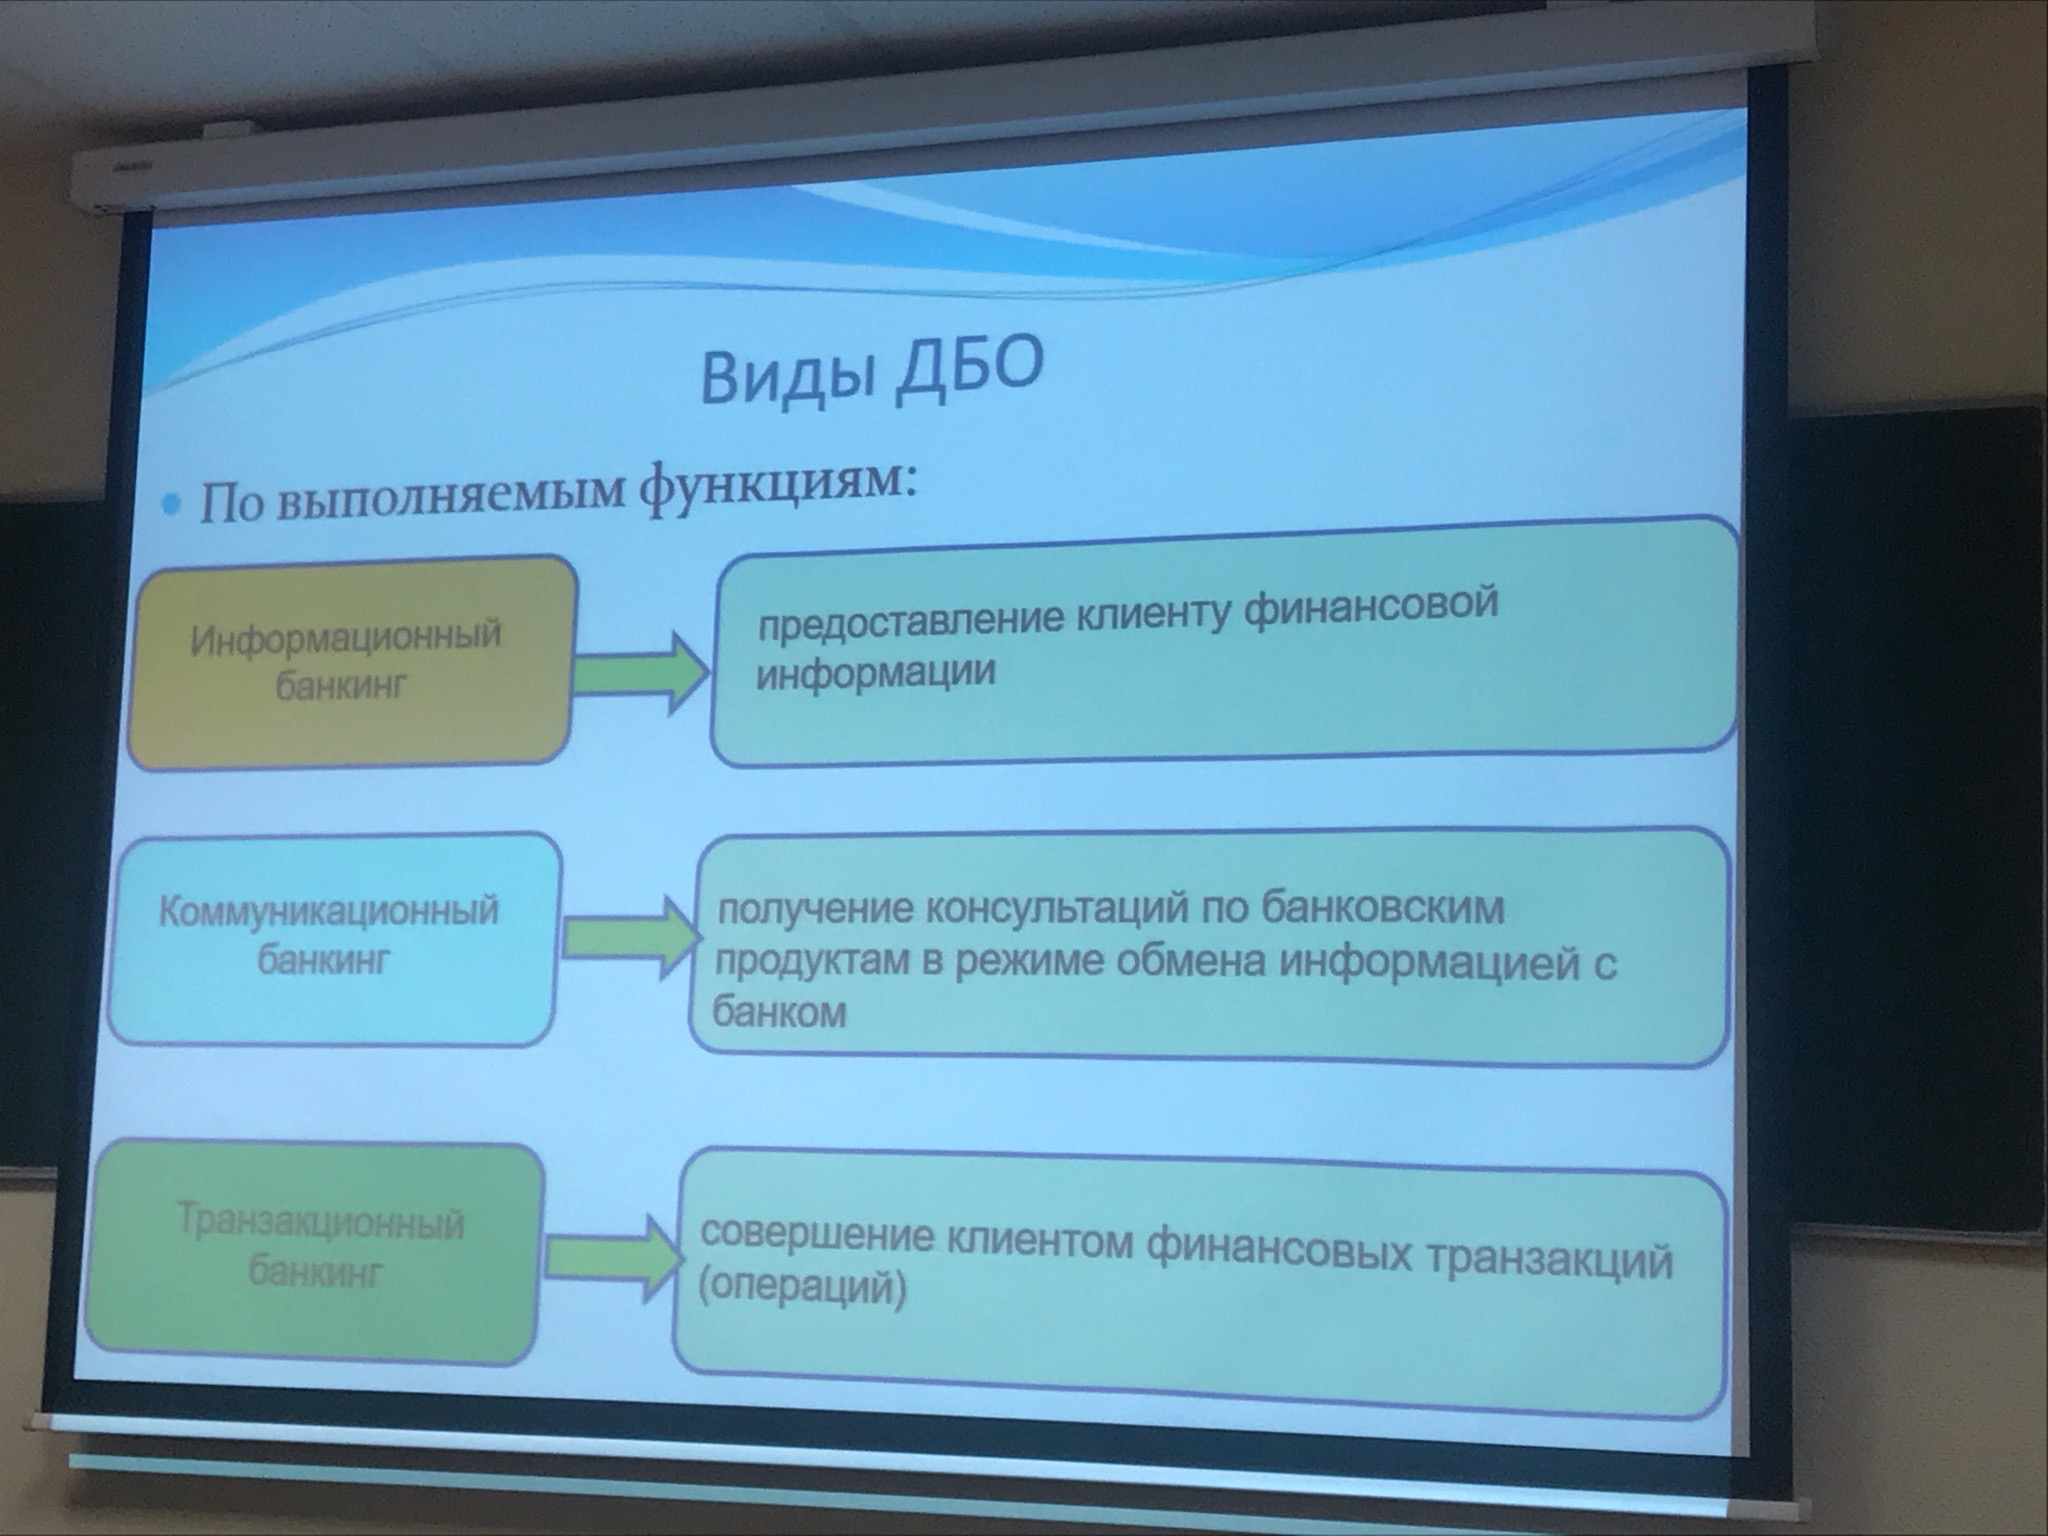 Виды ДБО
• По выполняемым функциям:
Информационный
банкинг
предоставление клиенту финансовой
информации
Коммуникационный
банкинг
получение консультаций по банковским
продуктам в режиме обмена информацией с
банком
Транзакционный
банкинг
совершение клиентом финансовых транзакций
(операций)